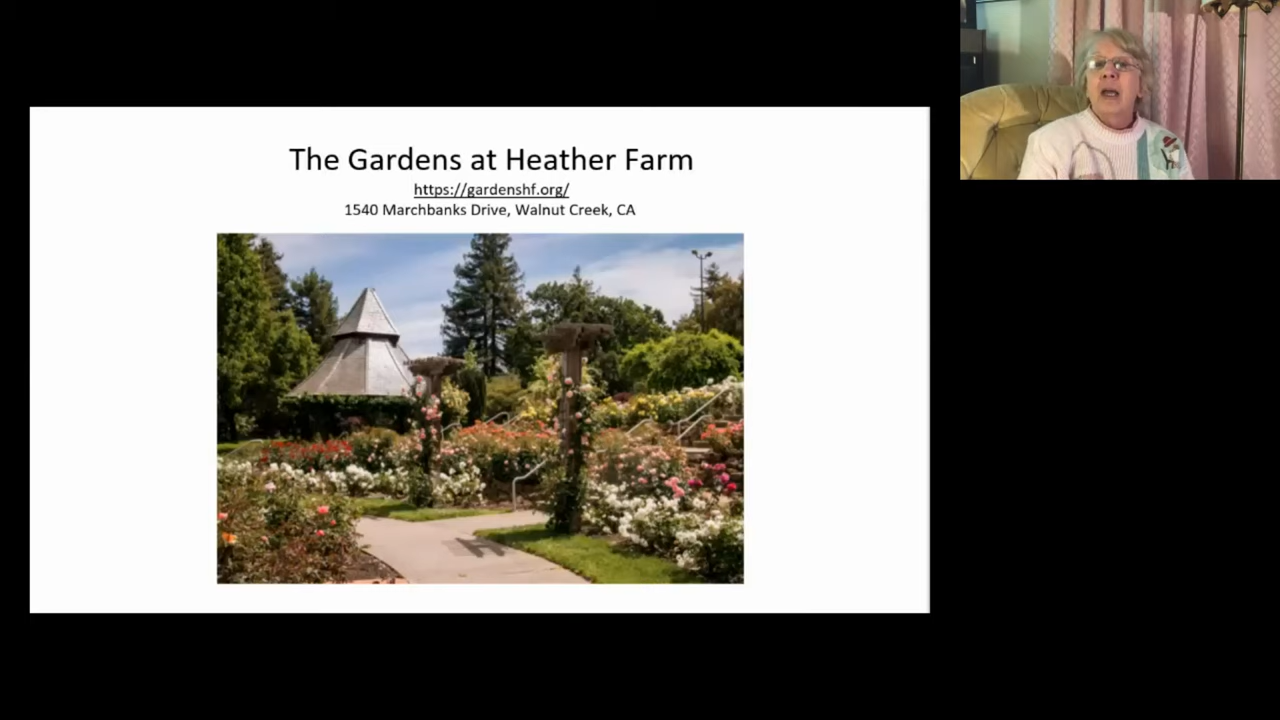 The Gardens at Heather Farm
https://gardenshf.org/
1540 Marchbanks Drive, Walnut Creek, CA